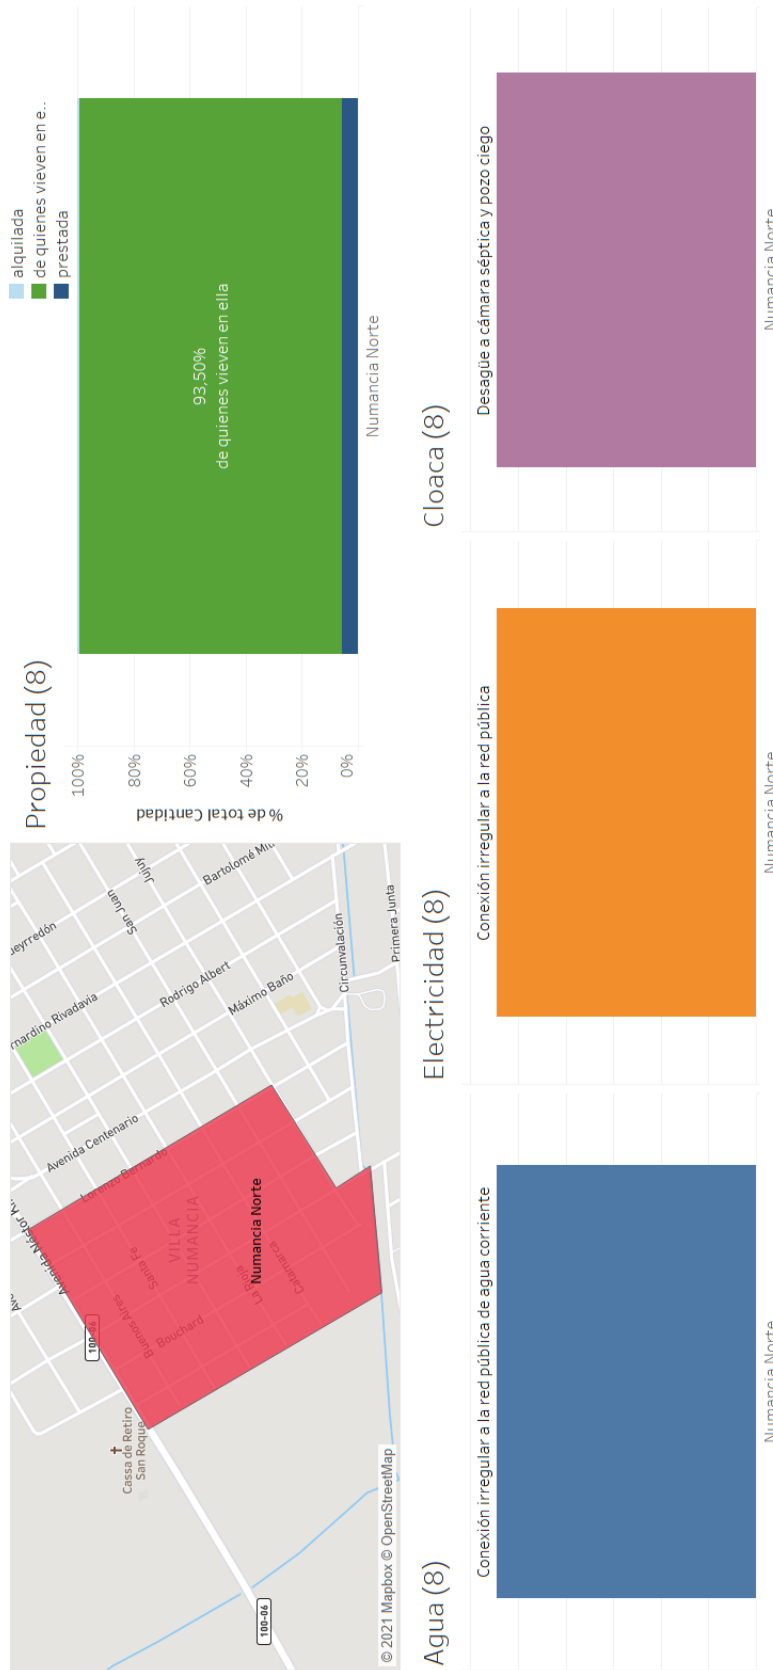 Propiedad (8)
alquilada
de quienes vieven en e..
prestada
% de total Cantidad
100%
80%
60%
40%
20%
0%
93,50%
de quienes vieven en ella
Numancia Norte
Jujuy
San Juan
Bartolomé Mit
Rodrigo Albert
Máximo Baño
Circunvalación
Primera Junta
Avenida Centenario
Lorenzo Bernardo
Avenida Néstor Kir
100-06
Santa Fe
VILLA
NUMANCIA
Buenos Aires
Bouchard
La Rioja
Numancia Norte
Catamarca
Cassa de Retiro
San Roque
100-06
© 2021 Mapbox © OpenStreetMap
Agua (8)
Conexión irregular a la red pública de agua corriente
Numancia Norte
Electricidad (8)
Conexión irregular a la red pública
Numancia Norte
Cloaca (8)
Desagüe a cámara séptica y pozo ciego
Numancia Norte